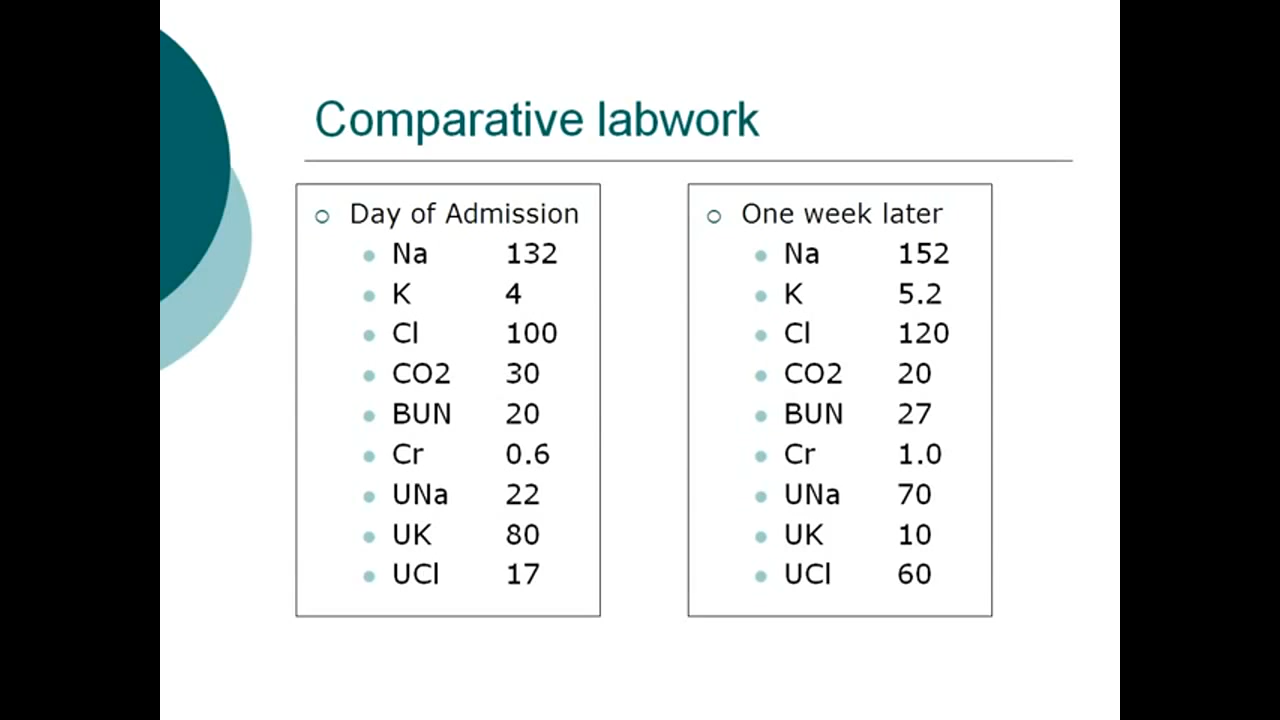 Comparative labwork
Day of Admission
Na 132
K 4
Cl 100
CO2 30
BUN 20
Cr 0.6
UNa 22
UK 80
UCl 17
One week later
Na 152
K 5.2
Cl 120
CO2 20
BUN 27
Cr 1.0
UNa 70
UK 10
UCl 60